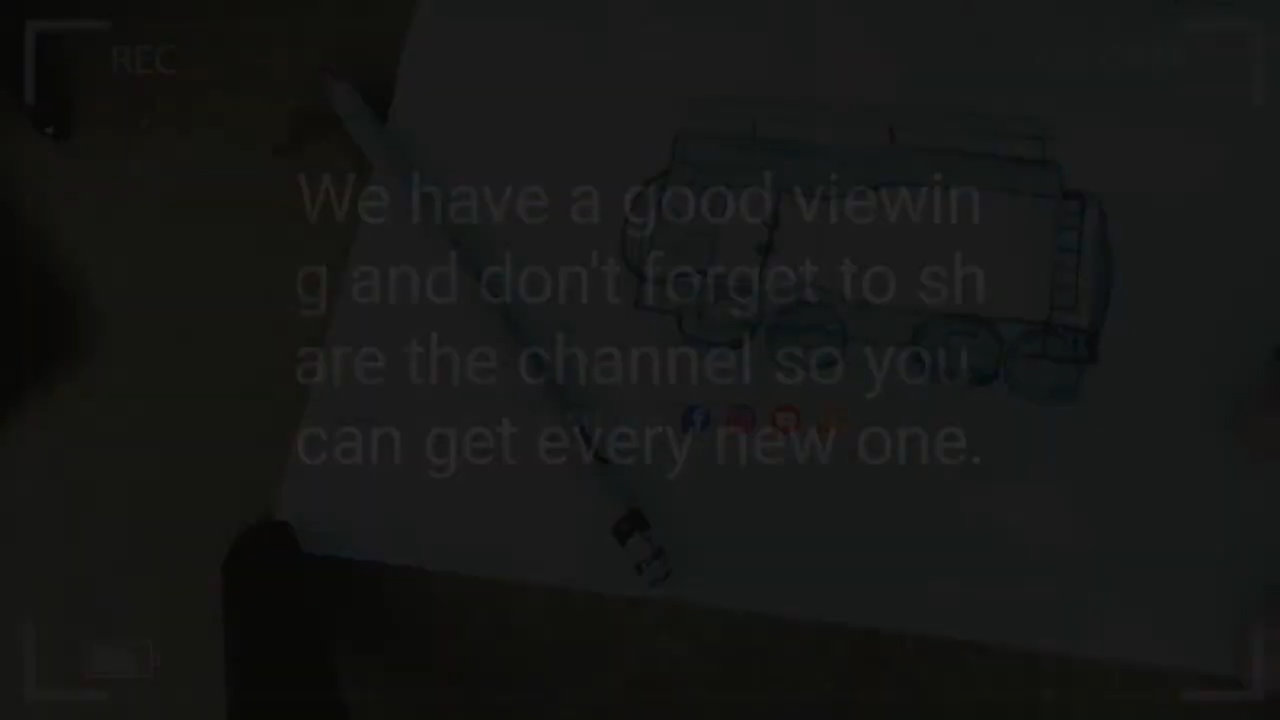 REC
We have a good viewin
g and don't forget to sh
are the channel so you
can get every new one.